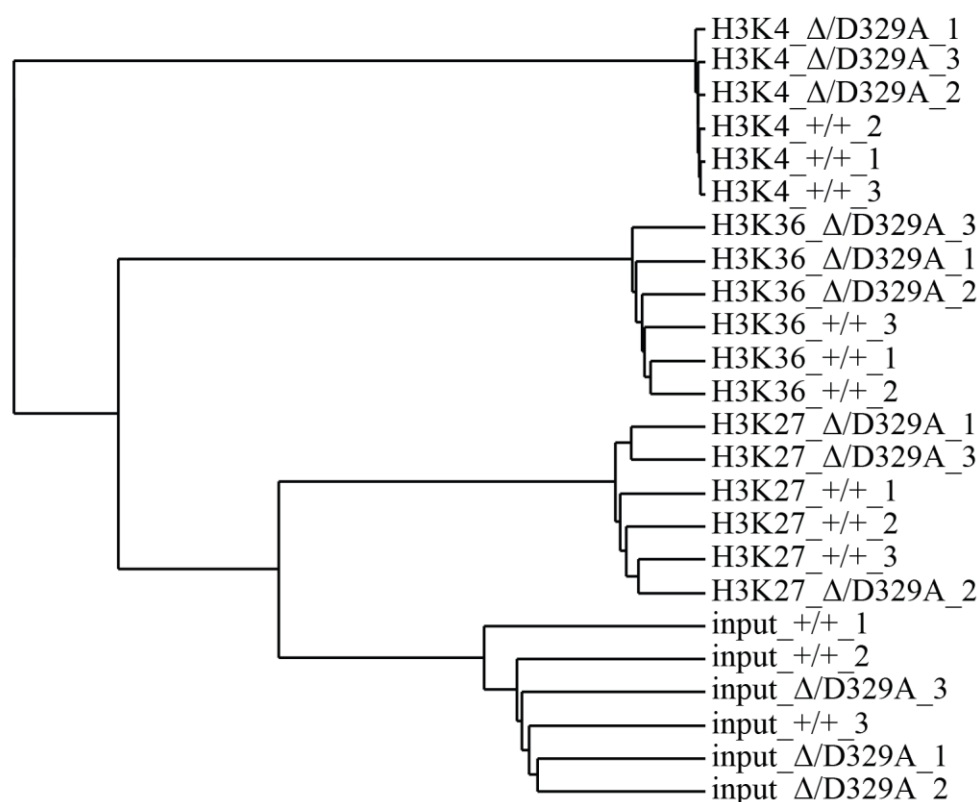 H3K4_Δ/D329A_1
H3K4_Δ/D329A_3
H3K4_Δ/D329A_2
H3K4_+/+_2
H3K4_+/+_1
H3K4_+/+_3
H3K36_Δ/D329A_3
H3K36_Δ/D329A_1
H3K36_Δ/D329A_2
H3K36_+/+_3
H3K36_+/+_1
H3K36_+/+_2
H3K27_Δ/D329A_1
H3K27_Δ/D329A_3
H3K27_+/+_1
H3K27_+/+_2
H3K27_+/+_3
H3K27_Δ/D329A_2
input_+/+_1
input_+/+_2
input_Δ/D329A_3
input_+/+_3
input_Δ/D329A_1
input_Δ/D329A_2